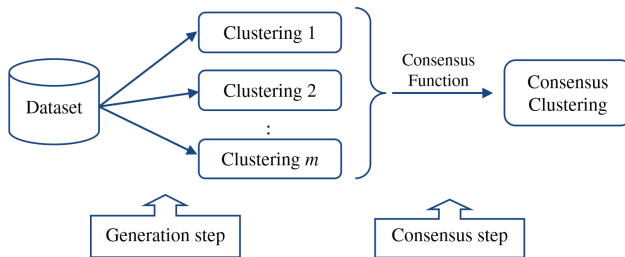 Clustering 1
Dataset
Clustering 2
:
Clustering m
Consensus
Function
Consensus
Clustering
Generation step
Consensus step